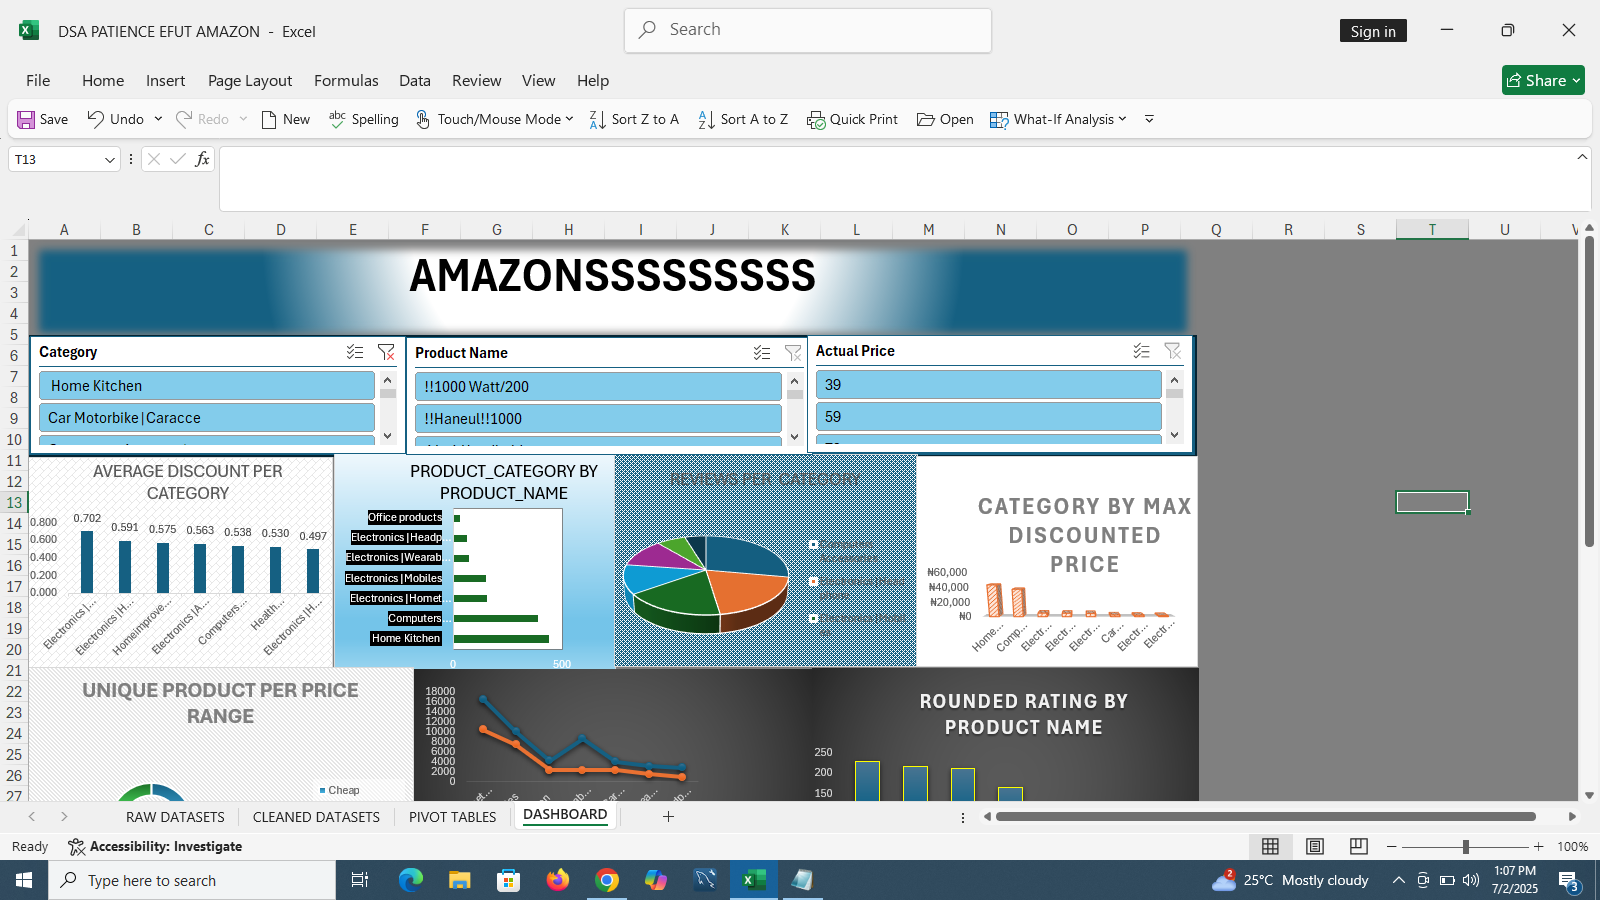 DSA PATIENCE EFUT AMAZON - Excel
Search
Sign in
File Home Insert Page Layout Formulas Data Review View Help
Share
Save Undo Redo New Spelling Touch/Mouse Mode Sort Z to A Sort A to Z Quick Print Open What-If Analysis
T13
fx
A B C D E F G H I J K L M N O P Q R S T U V
1
2
3
4
5
6
7
8
9
10
11
12
13
14
15
16
17
18
19
20
21
22
23
24
25
26
27
AMAZONSSSSSSSSS
Category
Home Kitchen
Car Motorbike|Caracce
Product Name
!!1000 Watt/200
!!Haneul!!1000
Actual Price
39
59
AVERAGE DISCOUNT PER
CATEGORY
0.800
0.600
0.400
0.200
0.000
0.702
0.591
0.575
0.563
0.538
0.530
0.497
Electronics |...
Electronics |H...
HomeImprove...
Electronics |A...
Computers...
Health...
Electronics |H...
PRODUCT_CATEGORY BY
PRODUCT_NAME
Office products
Electronics|Headp...
Electronics|Wearab...
Electronics|Mobiles
Electronics|Homet...
Computers...
Home Kitchen
0 500
REVIEWS PER CATEGORY
CATEGORY BY MAX
DISCOUNTED
PRICE
₦60,000
₦40,000
₦20,000
₦0
Home...
Comp...
Electr...
Electr...
Electr...
Car...
Electr...
Electr...
UNIQUE PRODUCT PER PRICE
RANGE
Cheap
18000
16000
14000
12000
10000
8000
6000
4000
2000
0
ROUNDED RATING BY
PRODUCT NAME
250
200
150
RAW DATASETS CLEANED DATASETS PIVOT TABLES DASHBOARD
Ready Accessibility: Investigate
100%
Type here to search
2
25°C Mostly cloudy
1:07 PM
7/2/2025
3